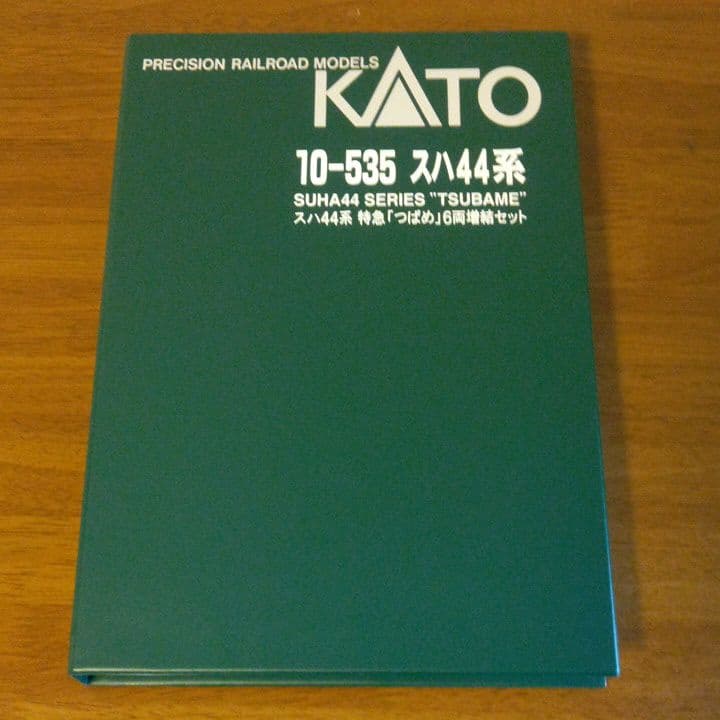 PRECISION RAILROAD MODELS
KATO
10-535 スハ44系
SUHA44 SERIES "TSUBAME"
スハ44系 特急「つばめ」6両増結セット